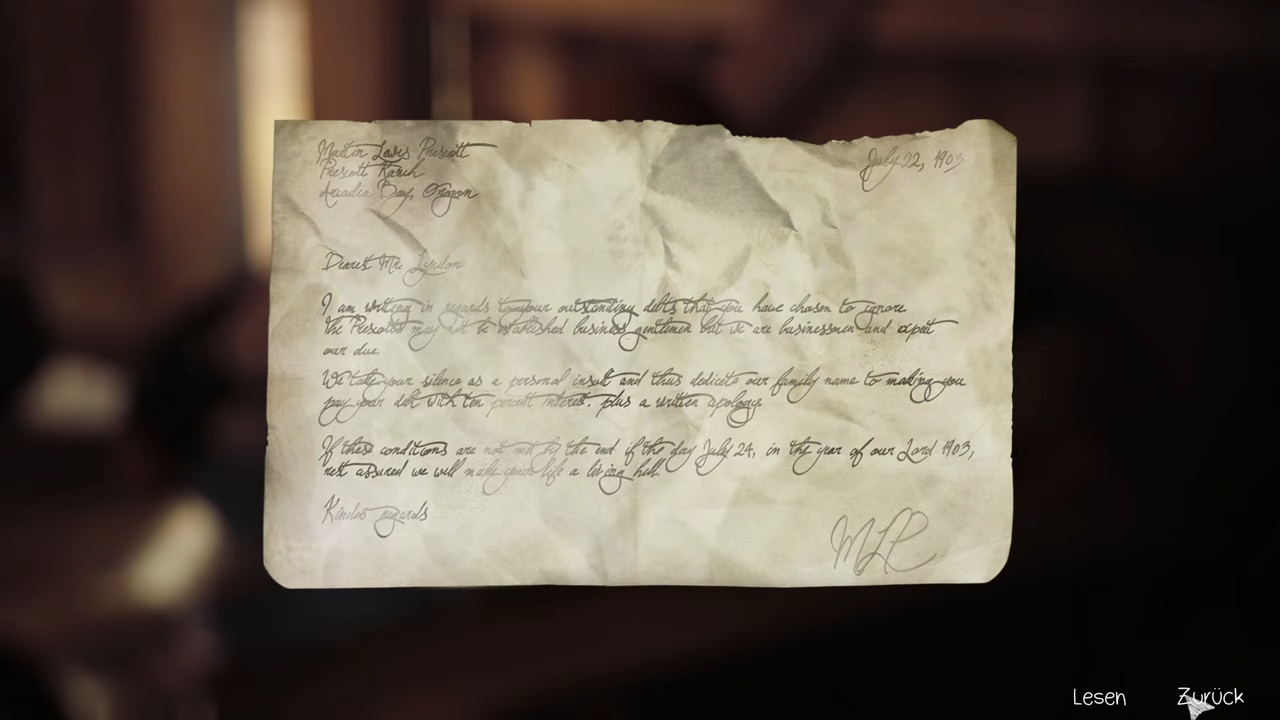 Martin Lewis Prescott
July 22, 1903
Prescott Ranch
Arcadia Bay, Oregon
Dearest Mr. Lyndon
I am writing in regards to your outstanding debts that you have chosen to ignore.
The Prescotts may not be established business gentlemen but we are businessmen and expect
our due.
We take your silence as a personal insult and thus dedicate our family name to making you
pay your debt with ten percent interest, plus a written apology.
If these conditions are not met by the end if the day July 24, in the year of our Lord 1903,
rest assured we will make your life a living hell.
regards
MLP
Lesen Zurück